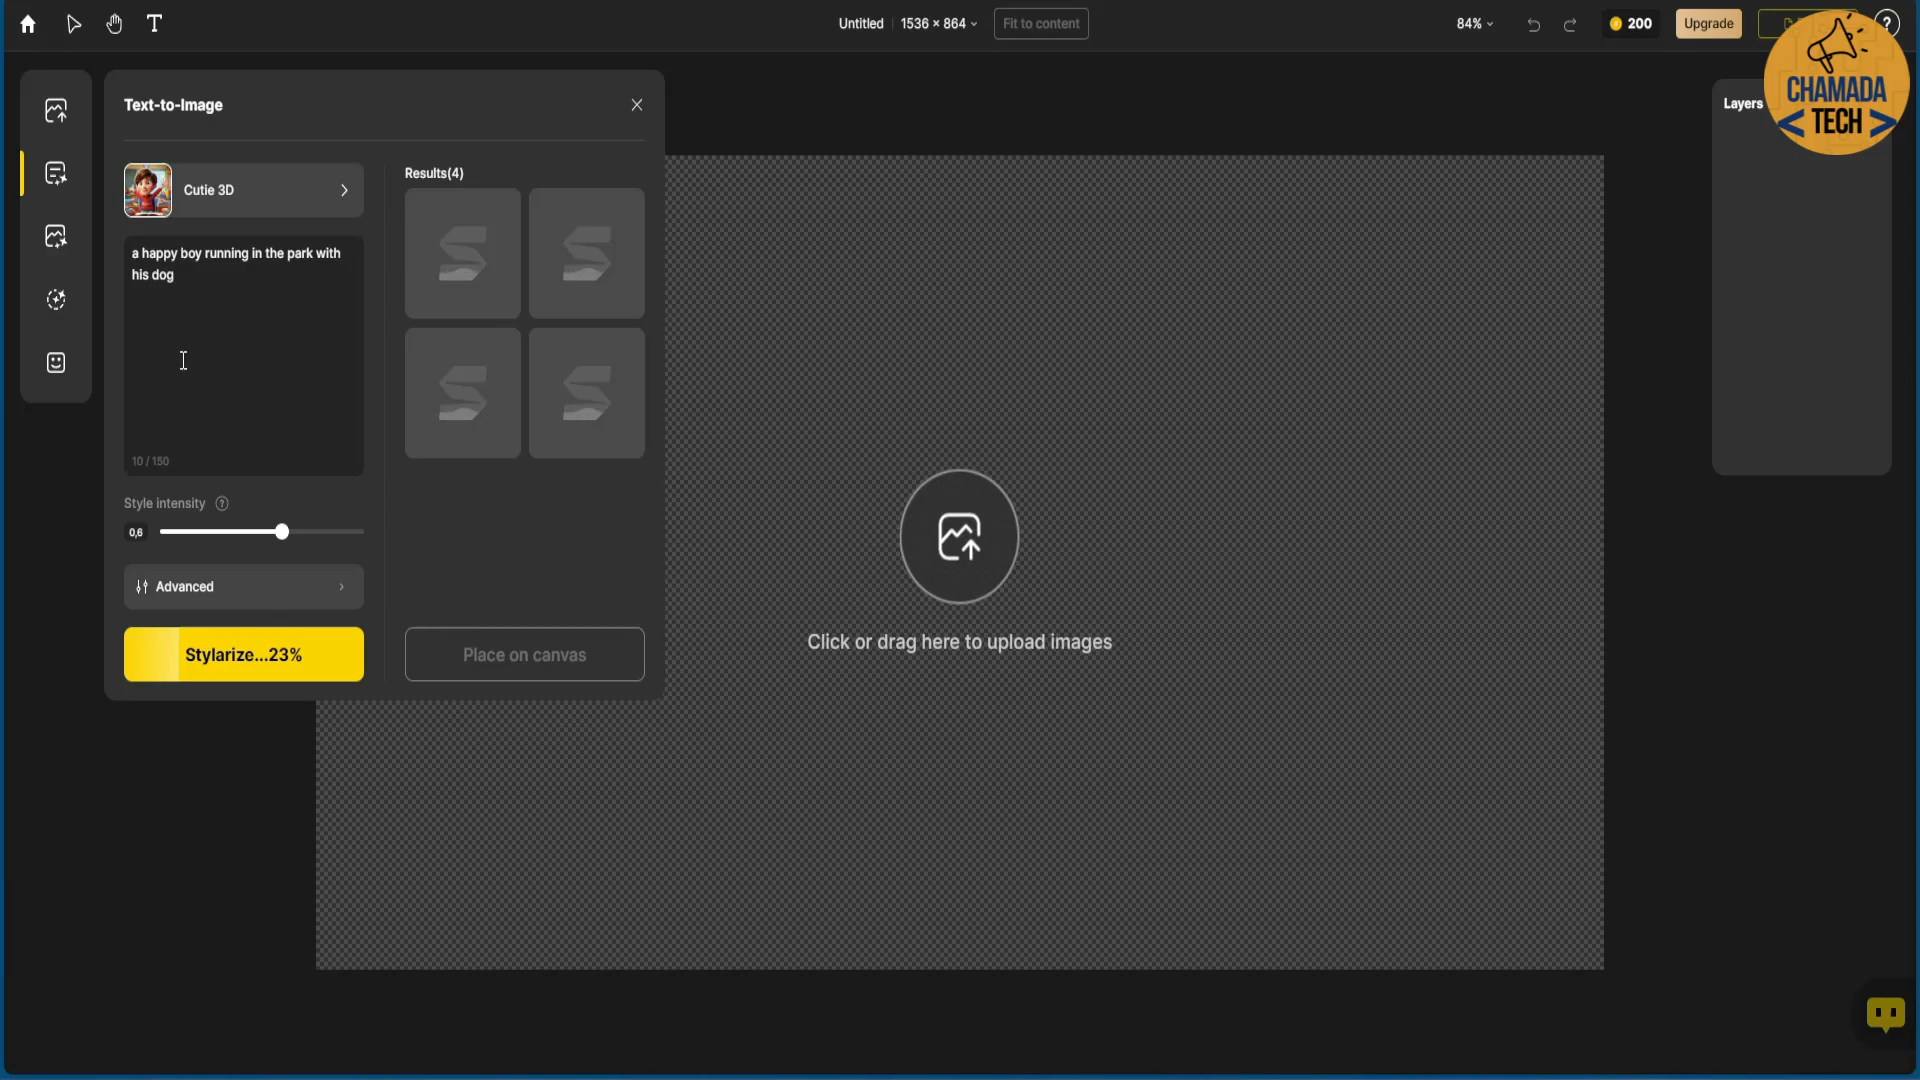 Untitled
1536 × 864
Fit to content
84%
200
Upgrade
?
CHAMADA
< TECH >
Layers
Text-to-Image
Cutie 3D
a happy boy running in the park with
his dog
10 / 150
Style intensity ?
0,6
Advanced
Stylarize...23%
Results(4)
Place on canvas
Click or drag here to upload images